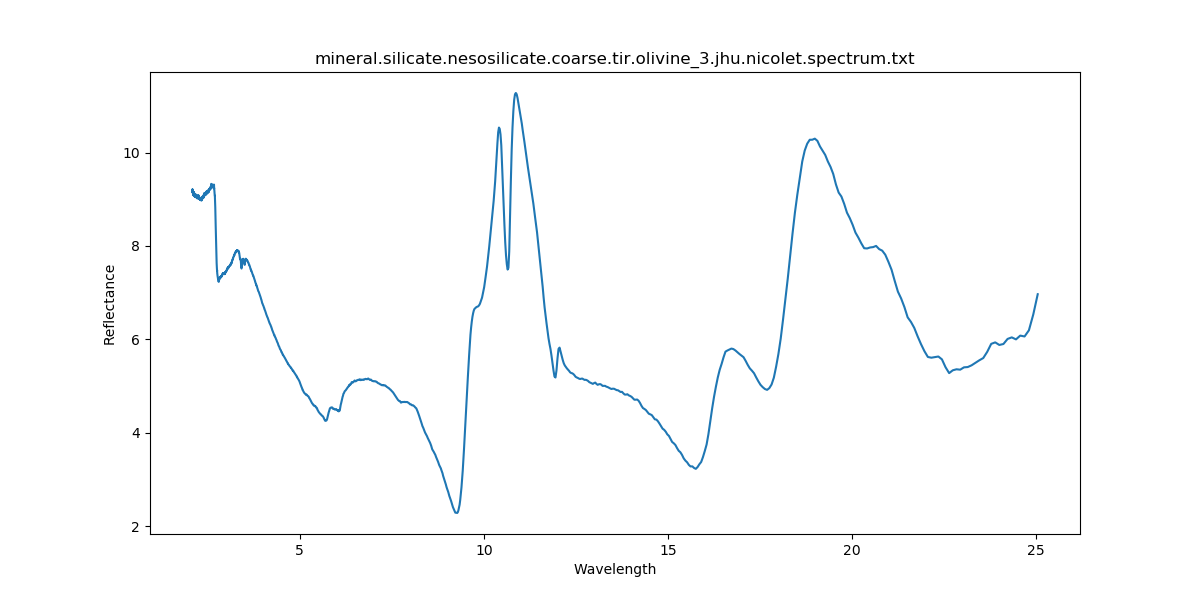 mineral.silicate.nesosilicate.coarse.tir.olivine_3.jhu.nicolet.spectrum.txt
10
8
6
4
2
Reflectance
5 10 15 20 25
Wavelength